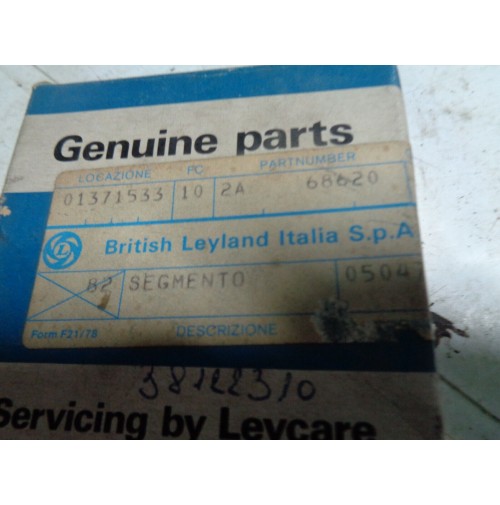 Genuine parts
LOCAZIONE PC PARTNUMBER
01371533 10 2A 68620
L British Leyland Italia S.p.A
82 SEGMENTO 0504
Form F21/78 DESCRIZIONE
38122310
Servicing by Leycare